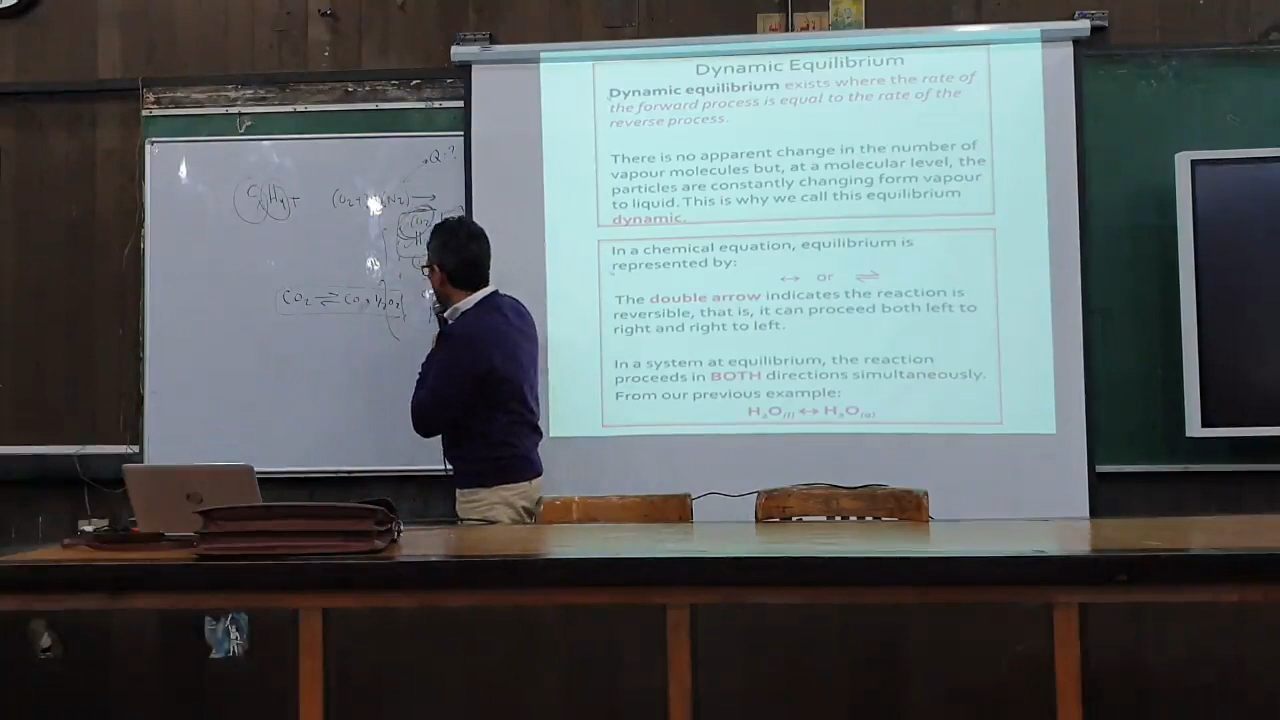 Q:?
(O₂+
CO₂ ⇌ CO + ½O₂
Dynamic Equilibrium
Dynamic equilibrium exists where the rate of
the forward process is equal to the rate of the
reverse process.
There is no apparent change in the number of
vapour molecules but, at a molecular level, the
particles are constantly changing form vapour
to liquid. This is why we call this equilibrium
dynamic.
In a chemical equation, equilibrium is
represented by:
↔ or ⇌
The double arrow indicates the reaction is
reversible, that is, it can proceed both left to
right and right to left.
In a system at equilibrium, the reaction
proceeds in BOTH directions simultaneously.
From our previous example:
H₂O(l) ↔ H₂O(g)